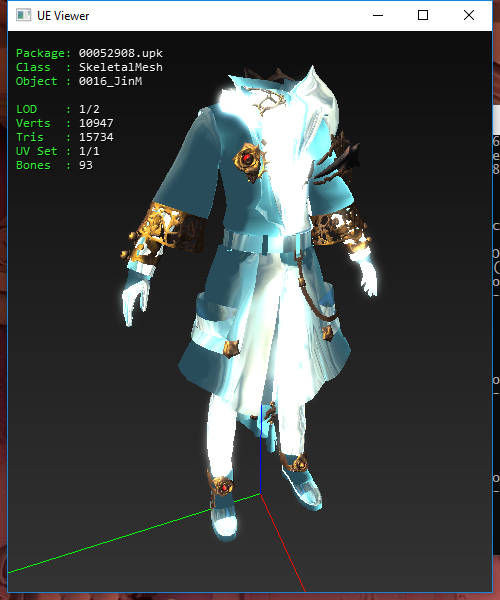 UE Viewer
Package: 00052908.upk
Class : SkeletalMesh
Object : 0016_JinM
LOD : 1/2
Verts : 10947
Tris : 15734
UV Set : 1/1
Bones : 93